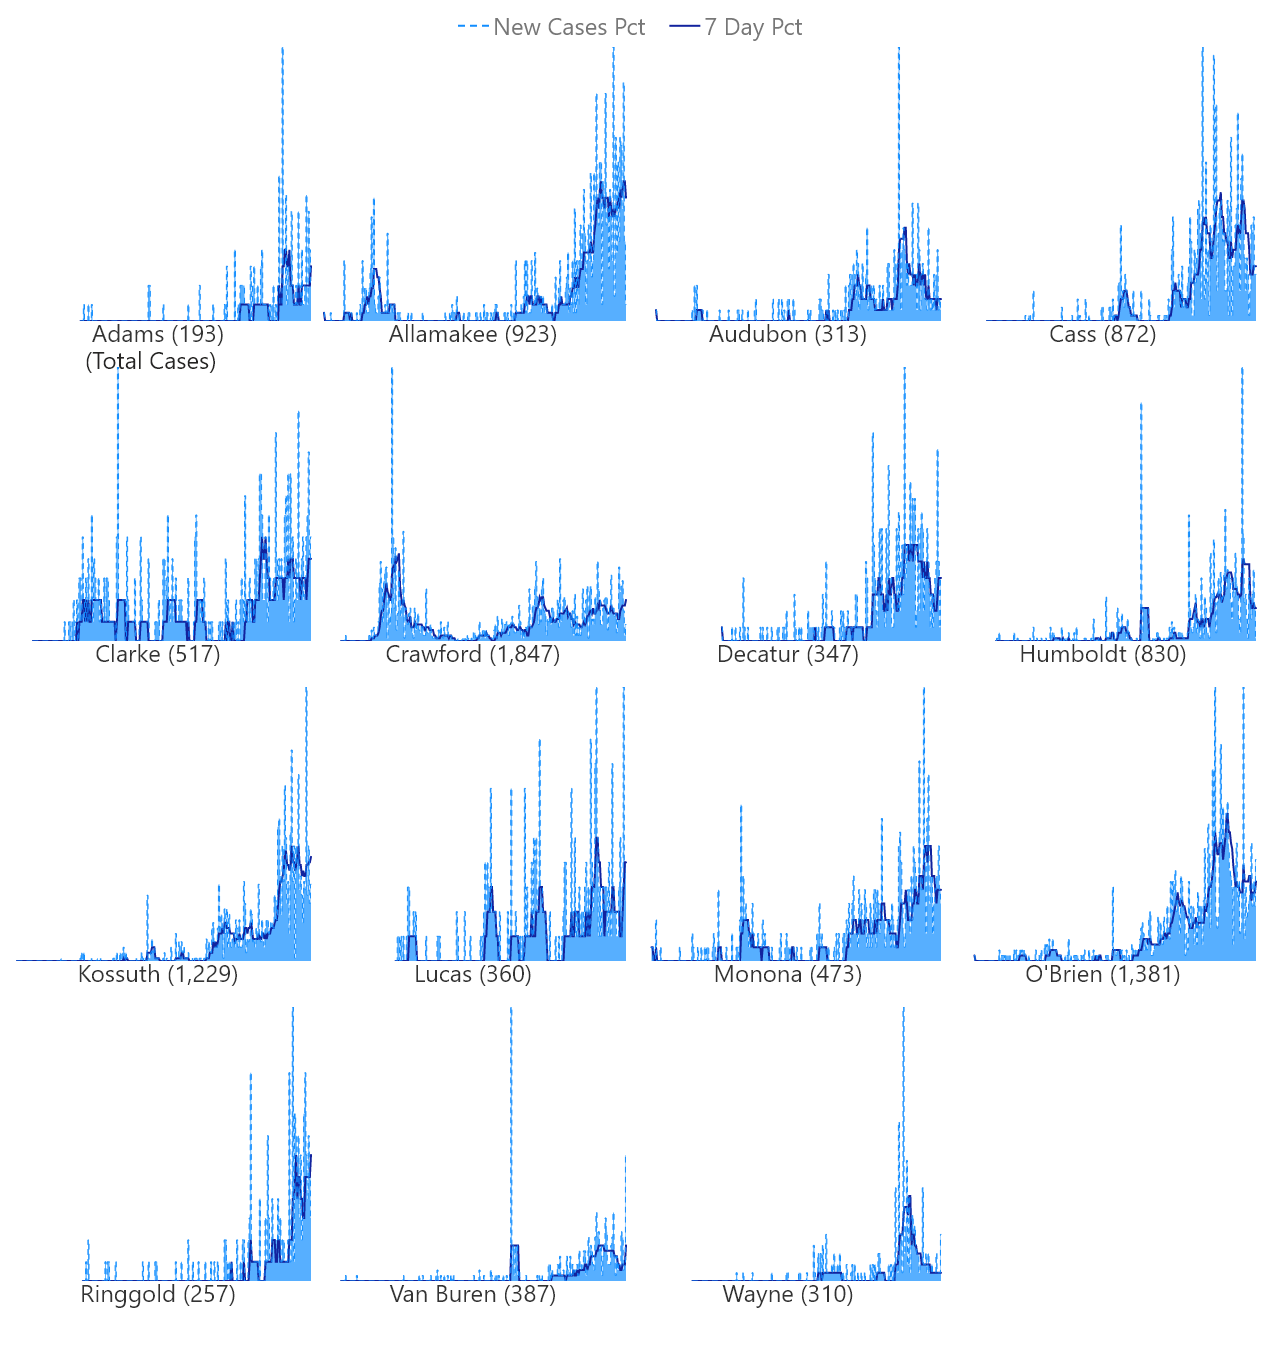 New Cases Pct 7 Day Pct
Adams (193) Allamakee (923) Audubon (313) Cass (872)
(Total Cases)
Clarke (517) Crawford (1,847) Decatur (347) Humboldt (830)
Kossuth (1,229) Lucas (360) Monona (473) O'Brien (1,381)
Ringgold (257) Van Buren (387) Wayne (310)